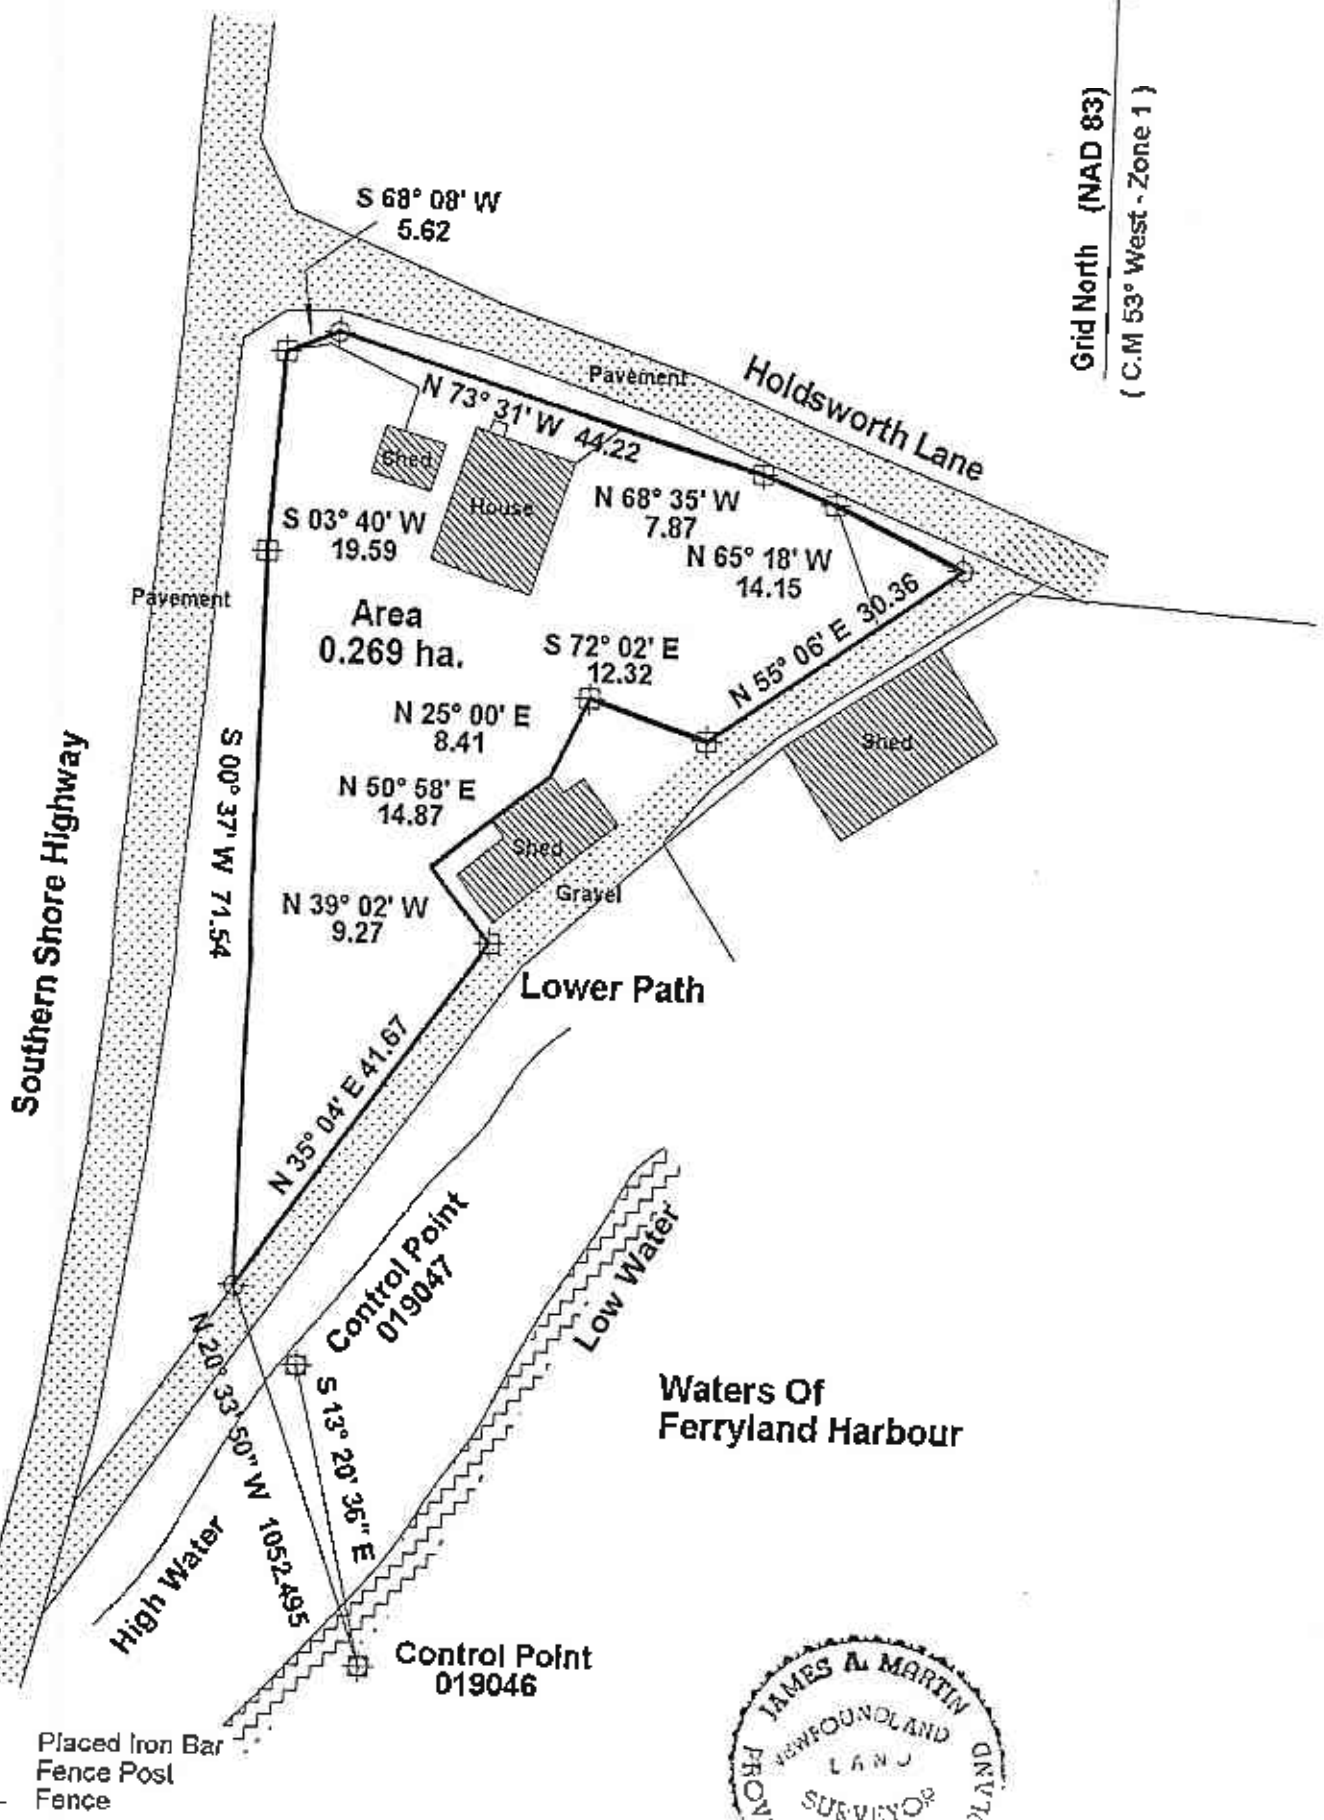 Grid North (NAD 83)
( C.M 53° West - Zone 1 )
S 68° 08' W
5.62
Holdsworth Lane
Pavement
N 73° 31' W 44.22
Shed
House
N 68° 35' W
7.87
S 03° 40' W
19.59
N 65° 18' W
14.15
Pavement
Area
0.269 ha.
N 55° 06' E 30.36
S 72° 02' E
12.32
N 25° 00' E
8.41
Shed
S 00° 37' W 71.54
N 50° 58' E
14.87
Shed
Southern Shore Highway
Gravel
N 39° 02' W
9.27
Lower Path
N 35° 04' E 41.67
Control Point
019047
Low Water
N 20° 33' 50" W 1052.495
S 13° 20' 36" E
Waters Of
Ferryland Harbour
High Water
Control Point
019046
Placed Iron Bar
Fence Post
Fence
JAMES A. MARTIN
NEWFOUNDLAND
LAND
SURVEYOR